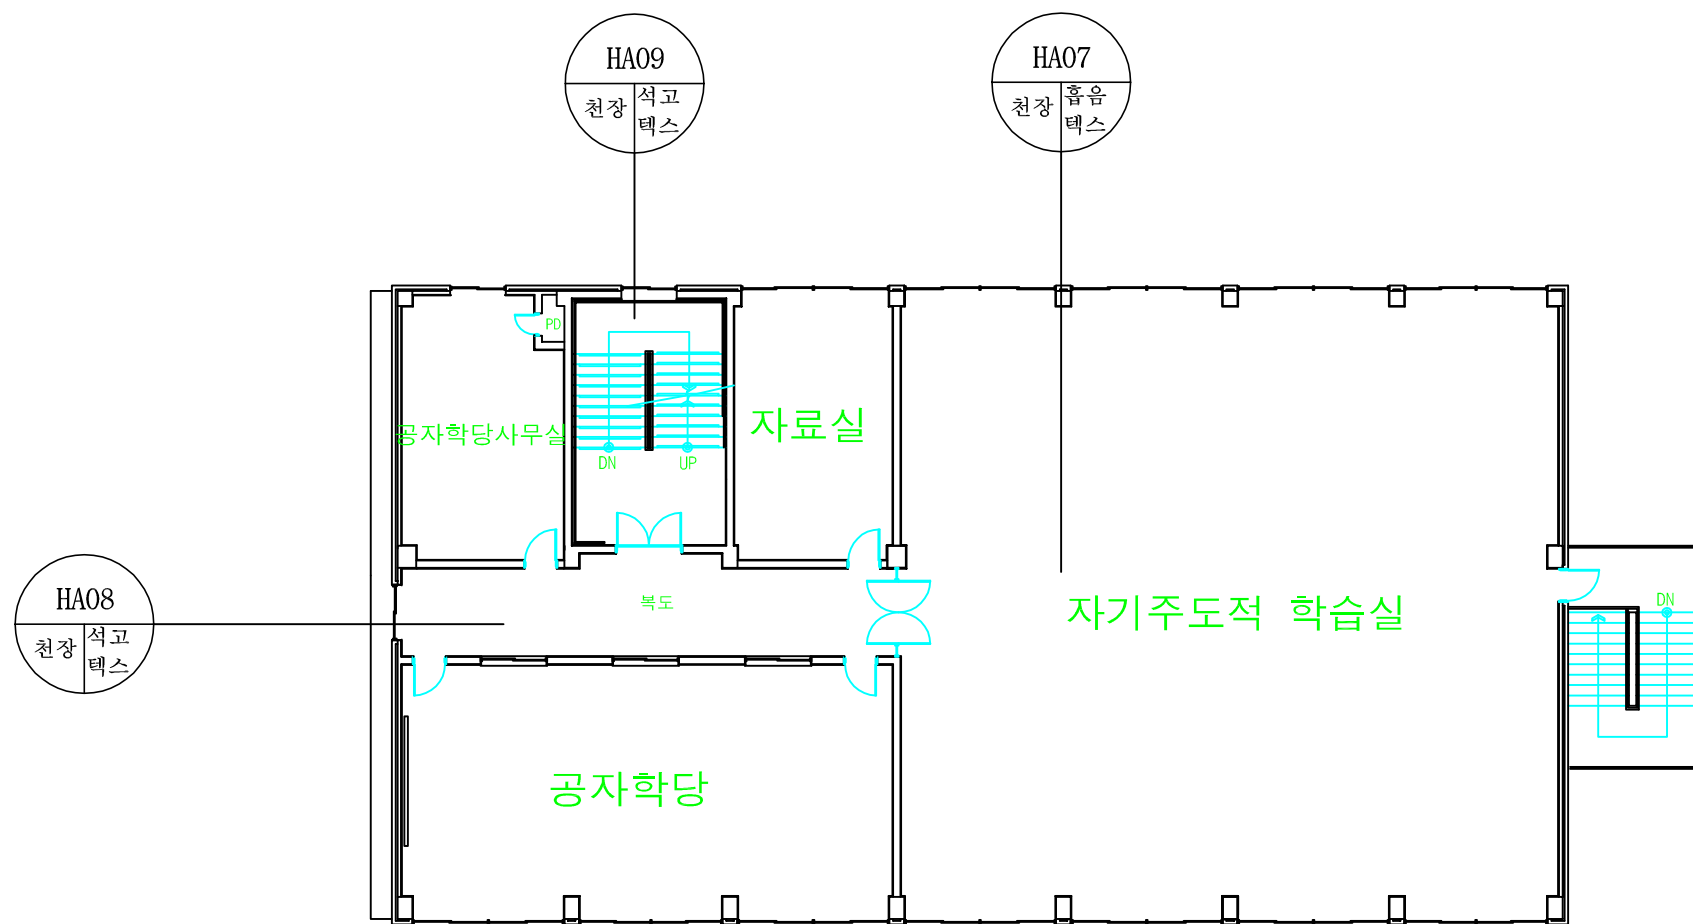 HA09
천장
석고
텍스
HA07
천장
흡음
텍스
PD
공자학당사무실
DN
UP
자료실
HA08
천장
석고
텍스
복도
자기주도적 학습실
DN
공자학당